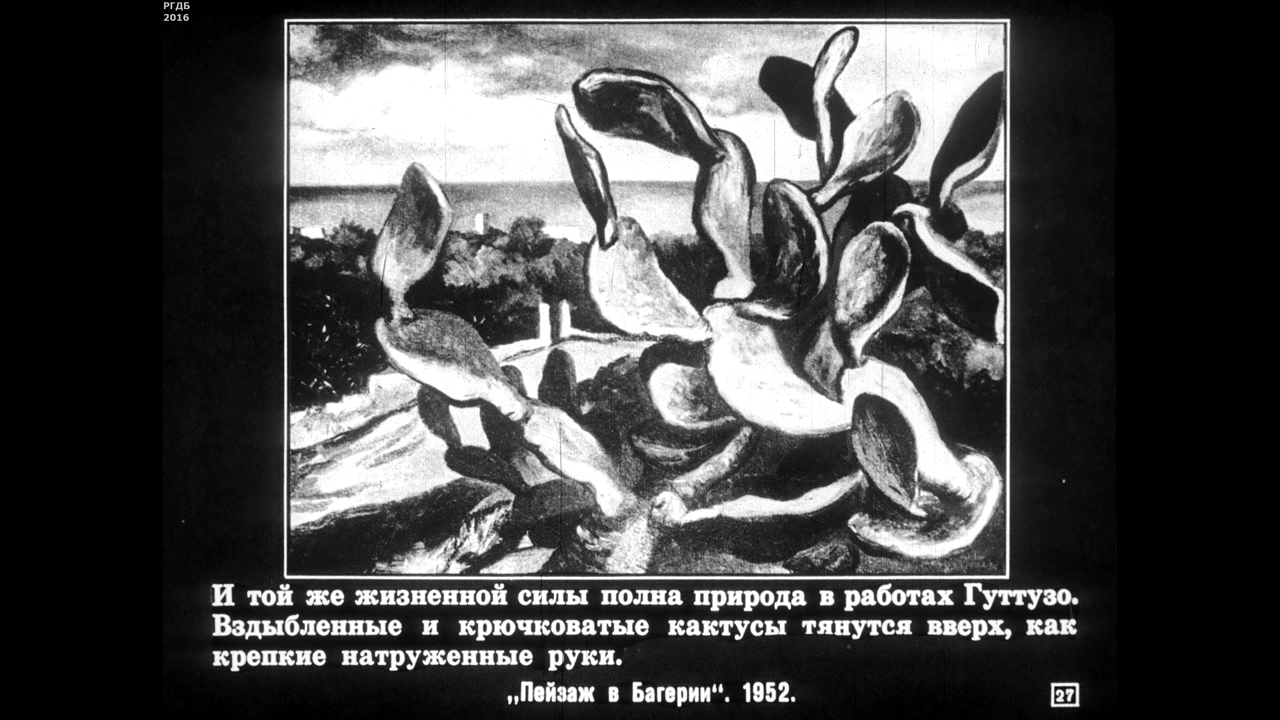 РГДБ
2016
И той же жизненной силы полна природа в работах Гуттузо.
Вздыбленные и крючковатые кактусы тянутся вверх, как
крепкие натруженные руки.
„Пейзаж в Багерии“. 1952.
27